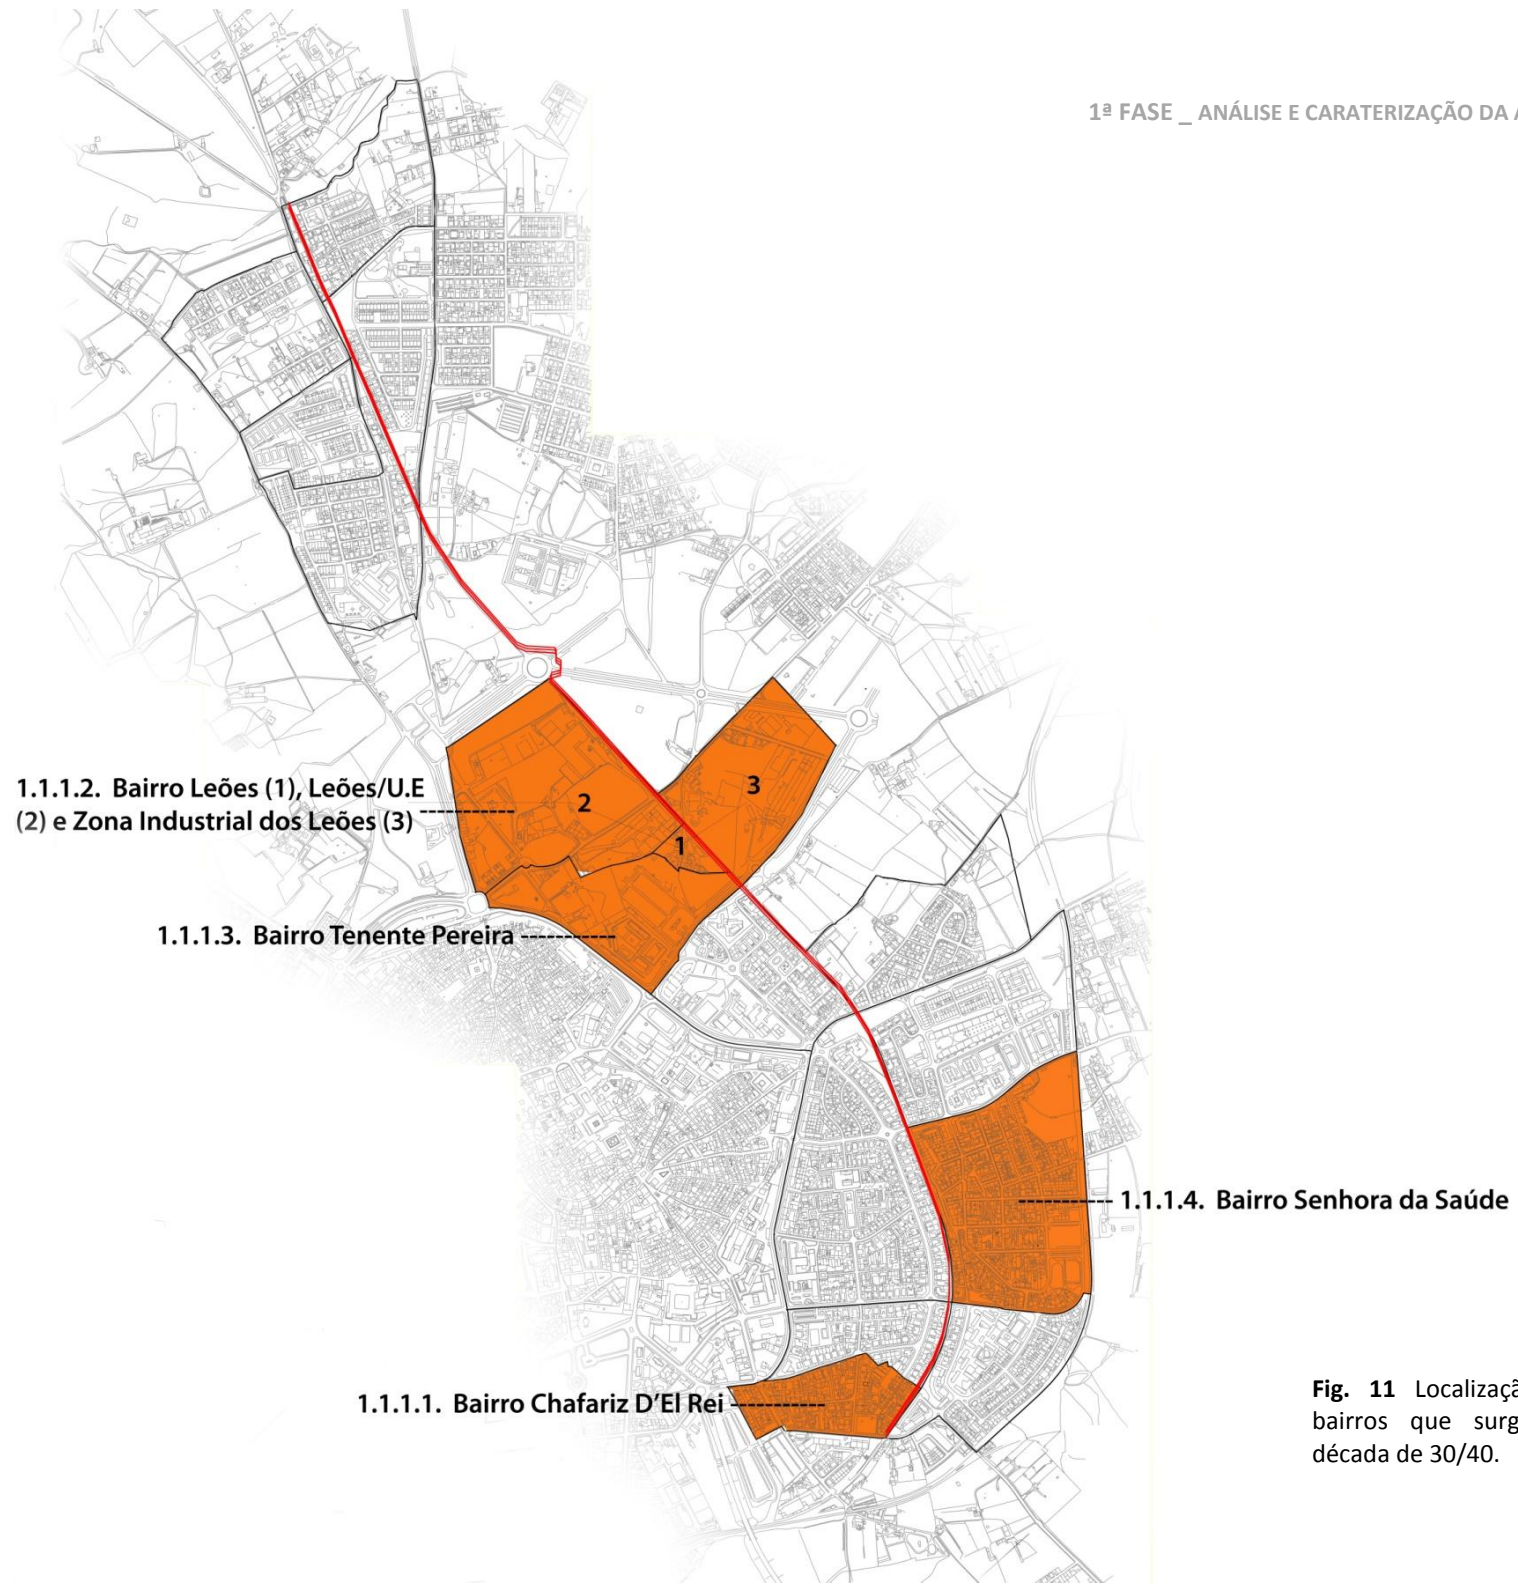 1ª FASE _ ANÁLISE E CARATERIZAÇÃO DA
3
2
1
1.1.1.2. Bairro Leões (1), Leões/U.E
(2) e Zona Industrial dos Leões (3)
1.1.1.3. Bairro Tenente Pereira
1.1.1.4. Bairro Senhora da Saúde
1.1.1.1. Bairro Chafariz D'El Rei
Fig. 11 Localizaçã
bairros que surg
década de 30/40.